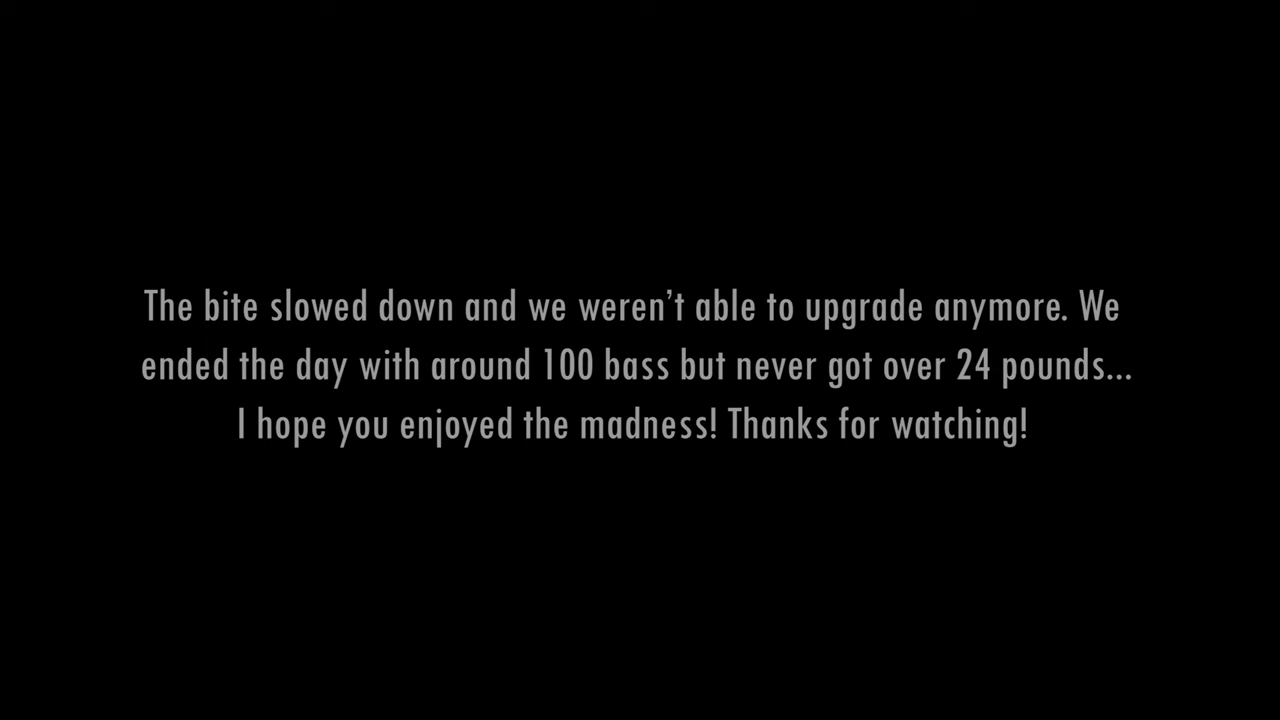 The bite slowed down and we weren’t able to upgrade anymore. We
ended the day with around 100 bass but never got over 24 pounds...
I hope you enjoyed the madness! Thanks for watching!